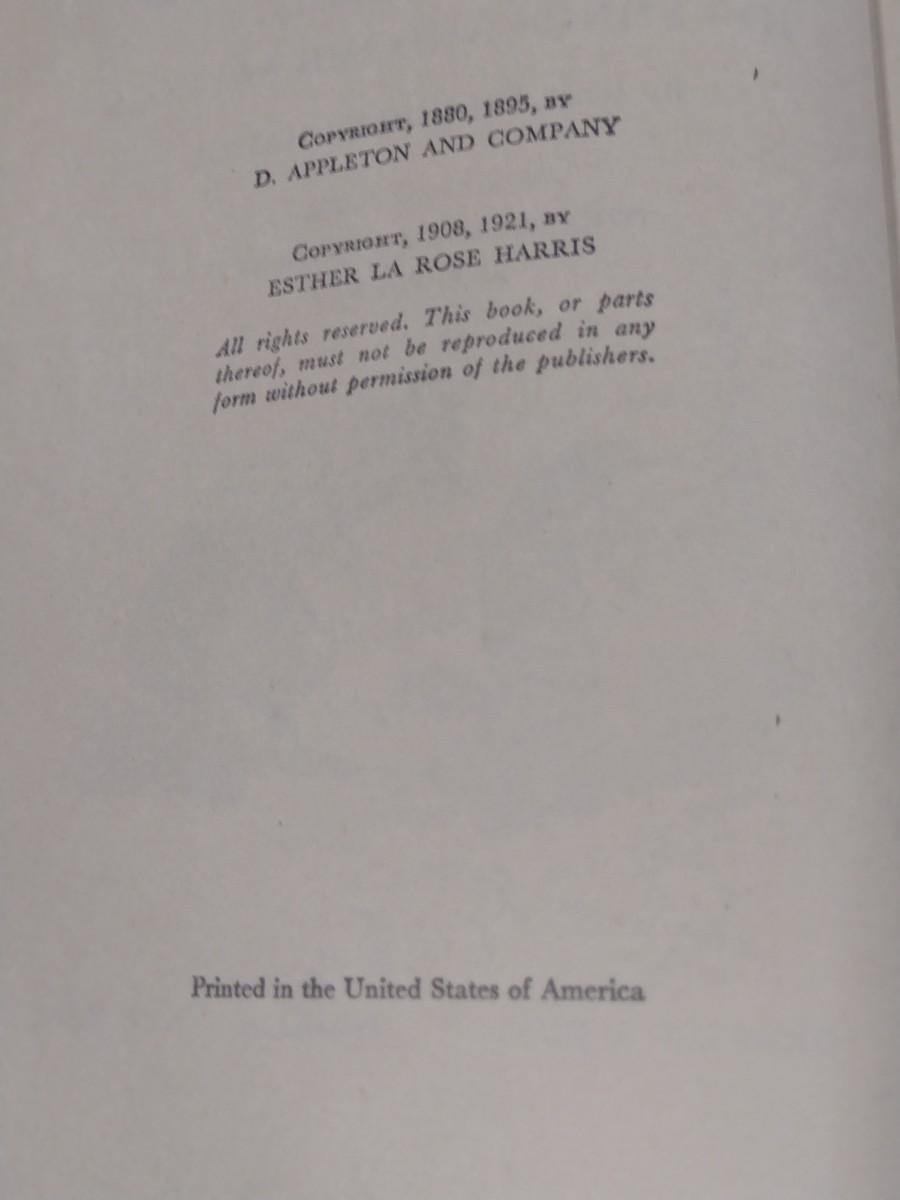 Copyright, 1880, 1895, by
D. APPLETON AND COMPANY
Copyright, 1908, 1921, by
ESTHER LA ROSE HARRIS
All rights reserved. This book, or parts
thereof, must not be reproduced in any
form without permission of the publishers.
Printed in the United States of America